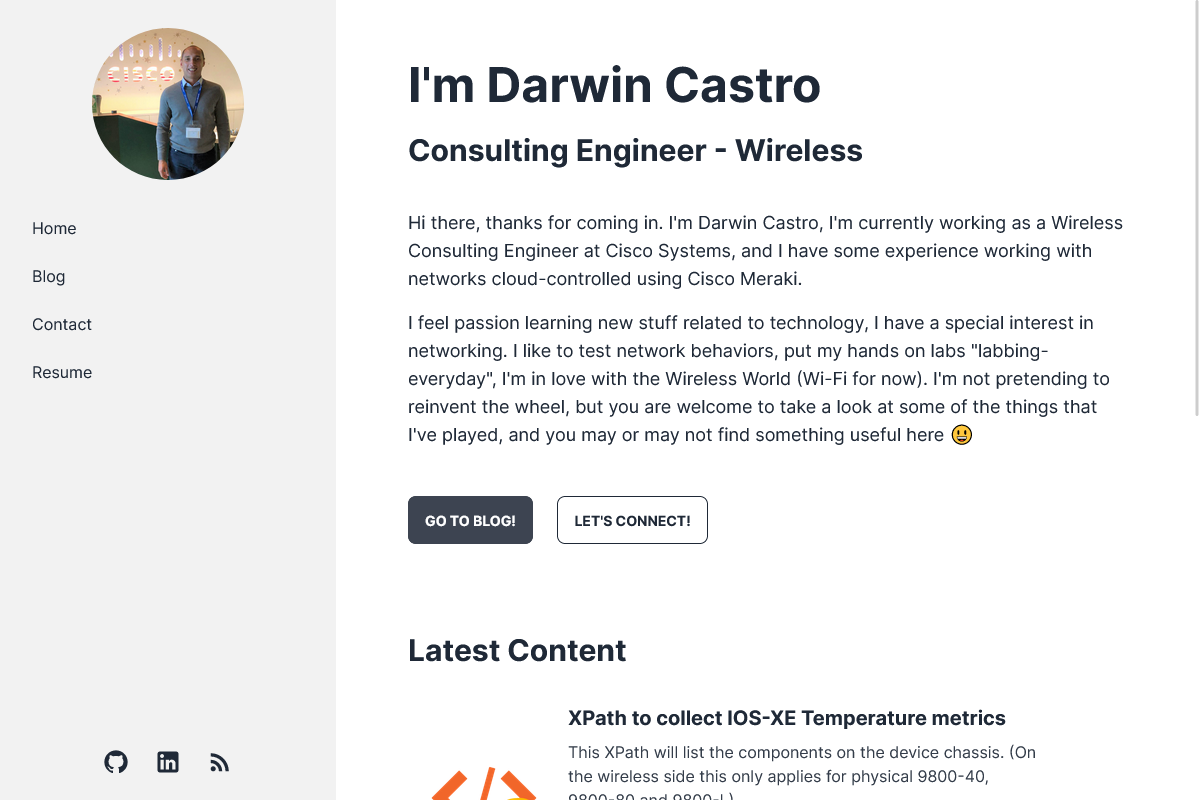 cisco
Home
Blog
Contact
Resume
I'm Darwin Castro
Consulting Engineer - Wireless
Hi there, thanks for coming in. I'm Darwin Castro, I'm currently working as a Wireless
Consulting Engineer at Cisco Systems, and I have some experience working with
networks cloud-controlled using Cisco Meraki.
I feel passion learning new stuff related to technology, I have a special interest in
networking. I like to test network behaviors, put my hands on labs "labbing-
everyday", I'm in love with the Wireless World (Wi-Fi for now). I'm not pretending to
reinvent the wheel, but you are welcome to take a look at some of the things that
I've played, and you may or may not find something useful here 😃
GO TO BLOG!
LET'S CONNECT!
Latest Content
XPath to collect IOS-XE Temperature metrics
This XPath will list the components on the device chassis. (On
the wireless side this only applies for physical 9800-40,
9800-80 and 9800-L)